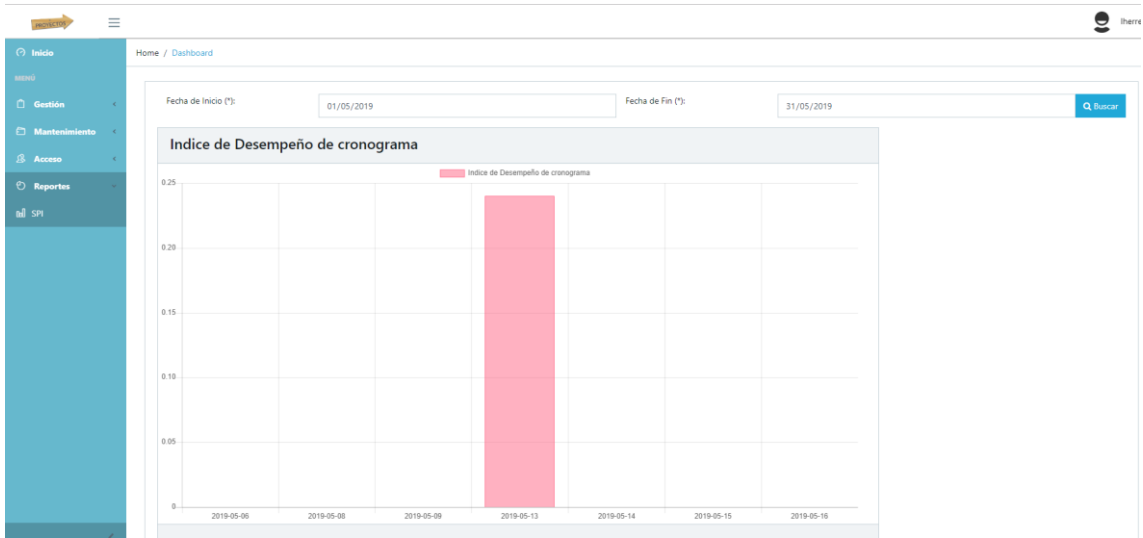 PROYECTOS
lherre
Inicio
Home / Dashboard
MENÚ
Gestión
Mantenimiento
Acceso
Reportes
SPI
Fecha de Inicio (*):
01/05/2019
Fecha de Fin (*):
31/05/2019
Buscar
Indice de Desempeño de cronograma
Indice de Desempeño de cronograma
0.25
0.20
0.15
0.10
0.05
0
2019-05-06
2019-05-08
2019-05-09
2019-05-13
2019-05-14
2019-05-15
2019-05-16